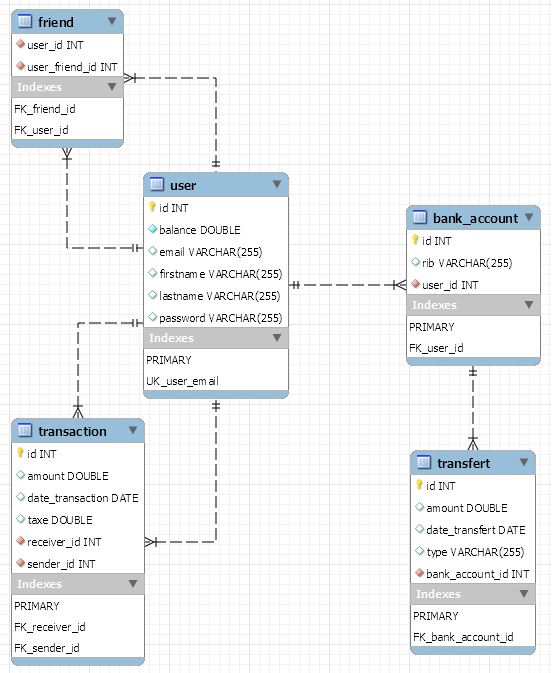 friend
user_id INT
user_friend_id INT
Indexes
FK_friend_id
FK_user_id
user
id INT
balance DOUBLE
email VARCHAR(255)
firstname VARCHAR(255)
lastname VARCHAR(255)
password VARCHAR(255)
Indexes
PRIMARY
UK_user_email
bank_account
id INT
rib VARCHAR(255)
user_id INT
Indexes
PRIMARY
FK_user_id
transaction
id INT
amount DOUBLE
date_transaction DATE
taxe DOUBLE
receiver_id INT
sender_id INT
Indexes
PRIMARY
FK_receiver_id
FK_sender_id
transfert
id INT
amount DOUBLE
date_transfert DATE
type VARCHAR(255)
bank_account_id INT
Indexes
PRIMARY
FK_bank_account_id